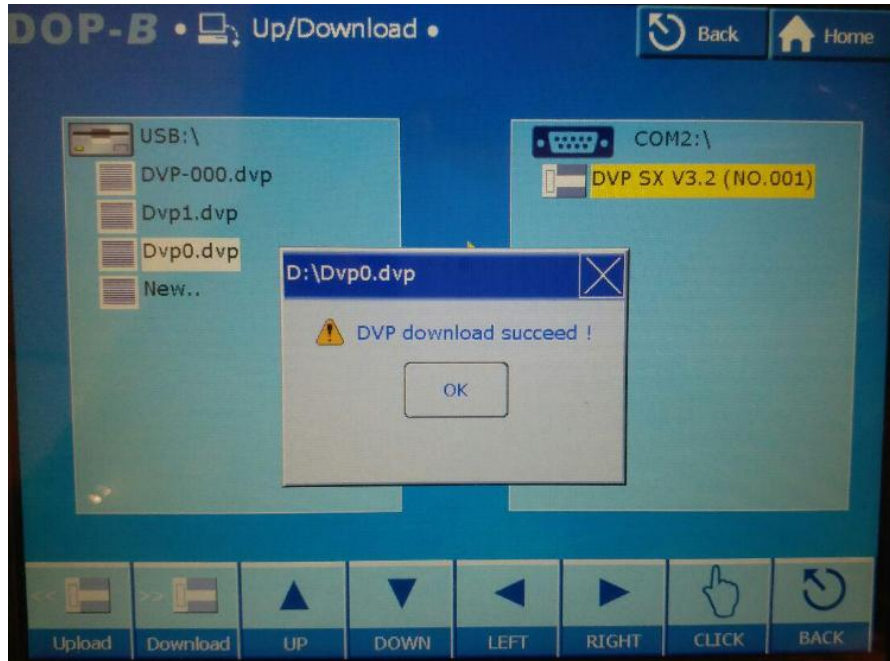 DOP-B • Up/Download •
Back
Home
USB:\
DVP-000.dvp
Dvp1.dvp
Dvp0.dvp
New..
COM2:\
DVP SX V3.2 (NO.001)
D:\Dvp0.dvp
DVP download succeed !
OK
<< Upload
>> Download
UP
DOWN
LEFT
RIGHT
CLICK
BACK